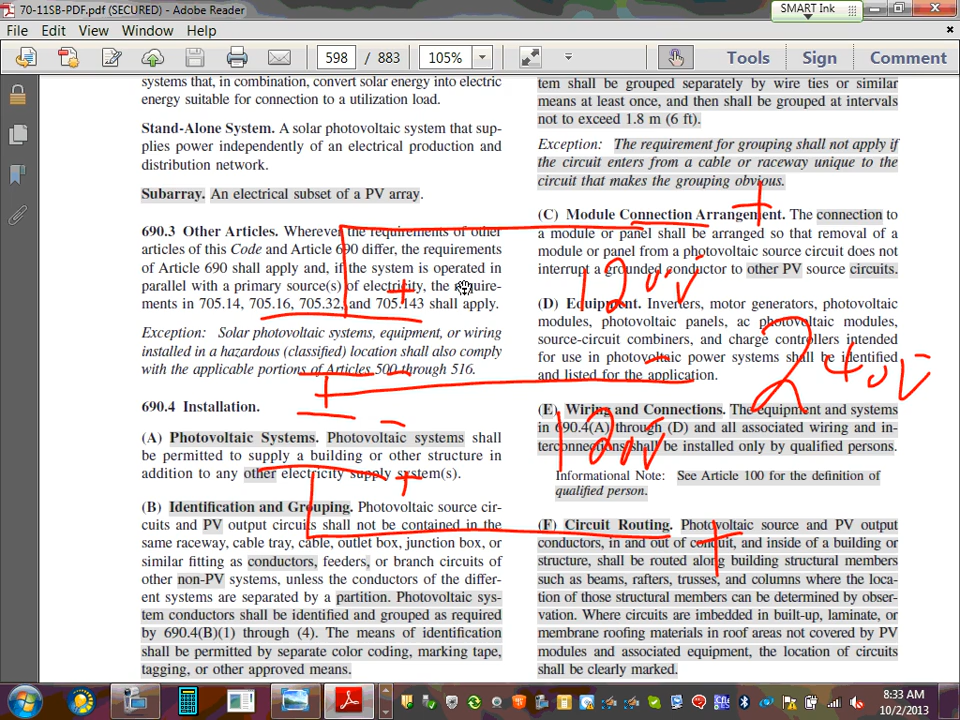 70-11SB-PDF.pdf (SECURED) - Adobe Reader
SMART Ink
File Edit View Window Help
598 / 883 105% Tools Sign Comment
systems that, in combination, convert solar energy into electric
energy suitable for connection to a utilization load.
Stand-Alone System. A solar photovoltaic system that sup-
plies power independently of an electrical production and
distribution network.
Subarray. An electrical subset of a PV array.
690.3 Other Articles. Wherever the requirements of other
articles of this Code and Article 690 differ, the requirements
of Article 690 shall apply and, if the system is operated in
parallel with a primary source(s) of electricity, the require-
ments in 705.14, 705.16, 705.32, and 705.143 shall apply.
Exception: Solar photovoltaic systems, equipment, or wiring
installed in a hazardous (classified) location shall also comply
with the applicable portions of Articles 500 through 516.
690.4 Installation.
(A) Photovoltaic Systems. Photovoltaic systems shall
be permitted to supply a building or other structure in
addition to any other electricity supply system(s).
(B) Identification and Grouping. Photovoltaic source cir-
cuits and PV output circuits shall not be contained in the
same raceway, cable tray, cable, outlet box, junction box, or
similar fitting as conductors, feeders, or branch circuits of
other non-PV systems, unless the conductors of the differ-
ent systems are separated by a partition. Photovoltaic sys-
tem conductors shall be identified and grouped as required
by 690.4(B)(1) through (4). The means of identification
shall be permitted by separate color coding, marking tape,
tagging, or other approved means.
tem shall be grouped separately by wire ties or similar
means at least once, and then shall be grouped at intervals
not to exceed 1.8 m (6 ft).
Exception: The requirement for grouping shall not apply if
the circuit enters from a cable or raceway unique to the
circuit that makes the grouping obvious.
(C) Module Connection Arrangement. The connection to
a module or panel shall be arranged so that removal of a
module or panel from a photovoltaic source circuit does not
interrupt a grounded conductor to other PV source circuits.
(D) Equipment. Inverters, motor generators, photovoltaic
modules, photovoltaic panels, ac photovoltaic modules,
source-circuit combiners, and charge controllers intended
for use in photovoltaic power systems shall be identified
and listed for the application.
(E) Wiring and Connections. The equipment and systems
in 690.4(A) through (D) and all associated wiring and in-
terconnections shall be installed only by qualified persons.
Informational Note: See Article 100 for the definition of
qualified person.
(F) Circuit Routing. Photovoltaic source and PV output
conductors, in and out of conduit, and inside of a building or
structure, shall be routed along building structural members
such as beams, rafters, trusses, and columns where the loca-
tion of those structural members can be determined by obser-
vation. Where circuits are imbedded in built-up, laminate, or
membrane roofing materials in roof areas not covered by PV
modules and associated equipment, the location of circuits
shall be clearly marked.
+
+
120V
240V
+
120V
+
+
8:33 AM
10/2/2013